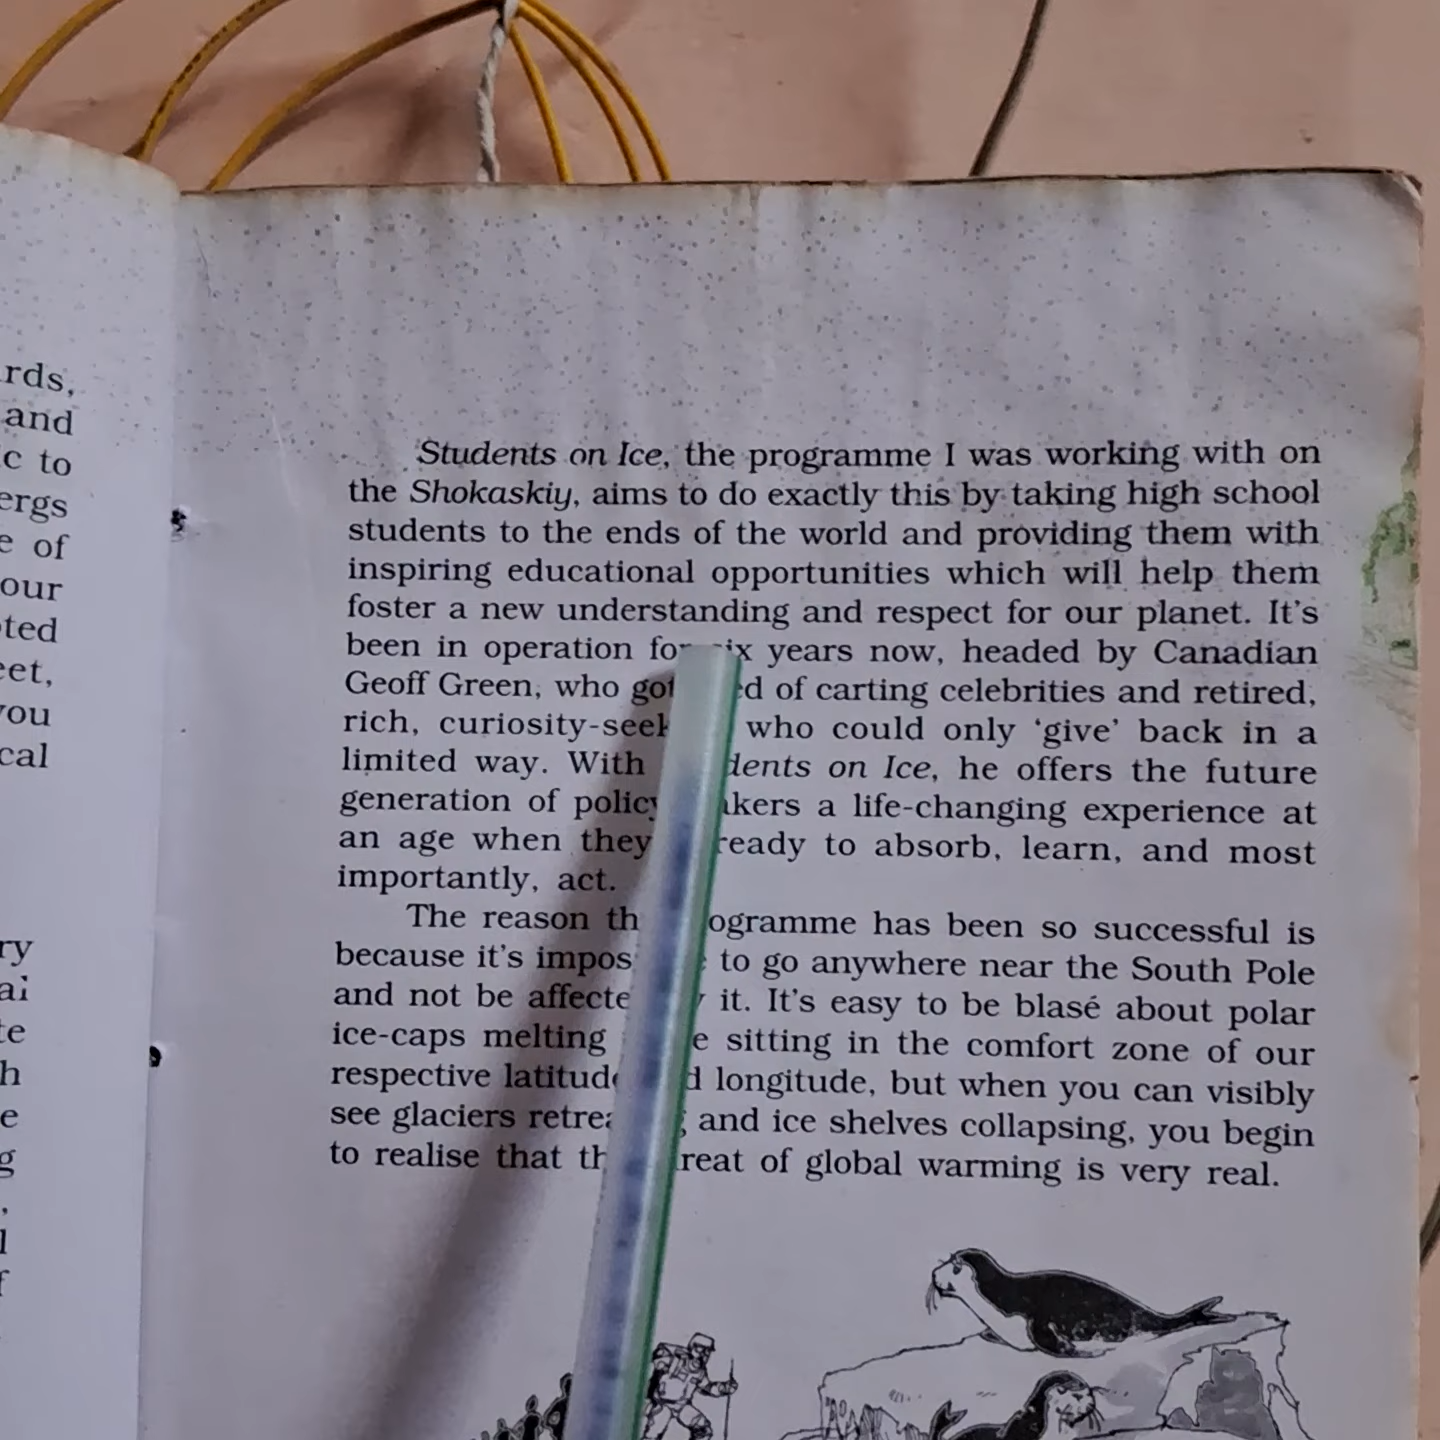 rds,
and
c to
ergs
e of
our
oted
eet,
you
cal
ry
ai
te
h
e
g
.
l
f
Students on Ice, the programme I was working with on
the Shokaskiy, aims to do exactly this by taking high school
students to the ends of the world and providing them with
inspiring educational opportunities which will help them
foster a new understanding and respect for our planet. It's
been in operation for six years now, headed by Canadian
Geoff Green, who got ed of carting celebrities and retired,
rich, curiosity-seek who could only ‘give’ back in a
limited way. With dents on Ice, he offers the future
generation of policy akers a life-changing experience at
an age when they ready to absorb, learn, and most
importantly, act.
The reason th ogramme has been so successful is
because it's impos e to go anywhere near the South Pole
and not be affecte y it. It's easy to be blasé about polar
ice-caps melting e sitting in the comfort zone of our
respective latitude d longitude, but when you can visibly
see glaciers retrea g and ice shelves collapsing, you begin
to realise that th reat of global warming is very real.